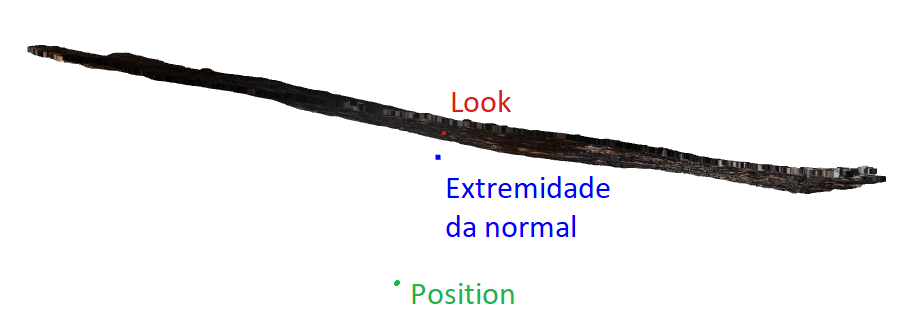 Look
Extremidade
da normal
Position